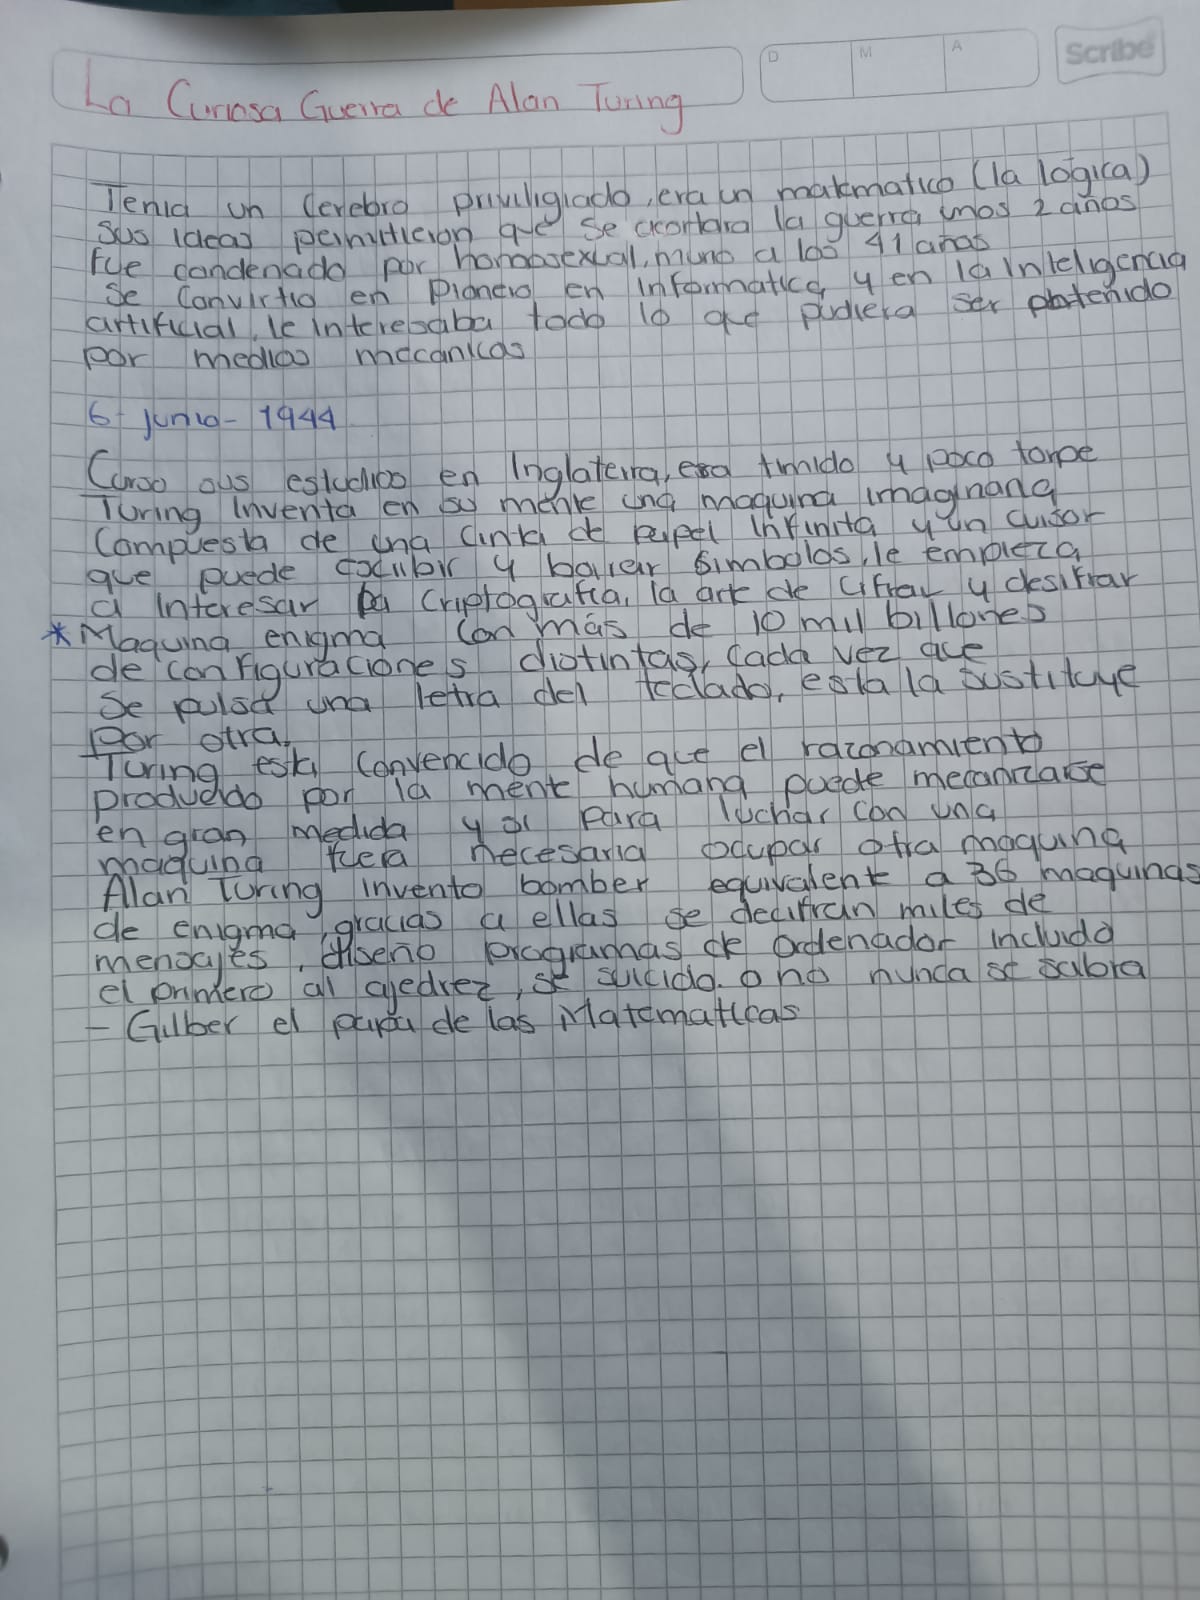 D M A
Scribe
La Curiosa Guerra de Alan Turing
Tenia un Cerebro priviligiado, era un matematico (la lógica)
sus ideas permitieron que se acortara la guerra unos 2 años
Fue condenado por homosexual, murio a los 41 años
Se Convirtio en Pionero en informatica y en la Inteligencia
artificial, le interesaba todo lo que pudiera ser obtenido
por medios mecanicos
6 - junio - 1944
Curso sus estudios en Inglaterra, era timido y poco torpe
Turing Inventa en su mente una maquina imaginaria
Compuesta de una cinta de papel Infinita y un cursor
que puede escribir y borrar simbolos, le empieza
a interesar la criptografia, la arte de cifrar y desifrar
* Maquina enigma con más de 10 mil billones
de configuraciones distintas, cada vez que
se pulsa una letra del teclado, esta la sustituye
por otra.
Turing esta convencido de que el razonamiento
producido por la mente humana puede mecanizarse
en gran medida y si para luchar con una
maquina fuera necesaria ocupar otra maquina
Alan Turing invento bomber equivalente a 36 maquinas
de enigma, gracias a ellas se decifran miles de
mensajes, diseño programas de ordenador incluido
el primero al ajedrez, se suicido o no nunca se sabra
- Gilber el papa de las Matematicas